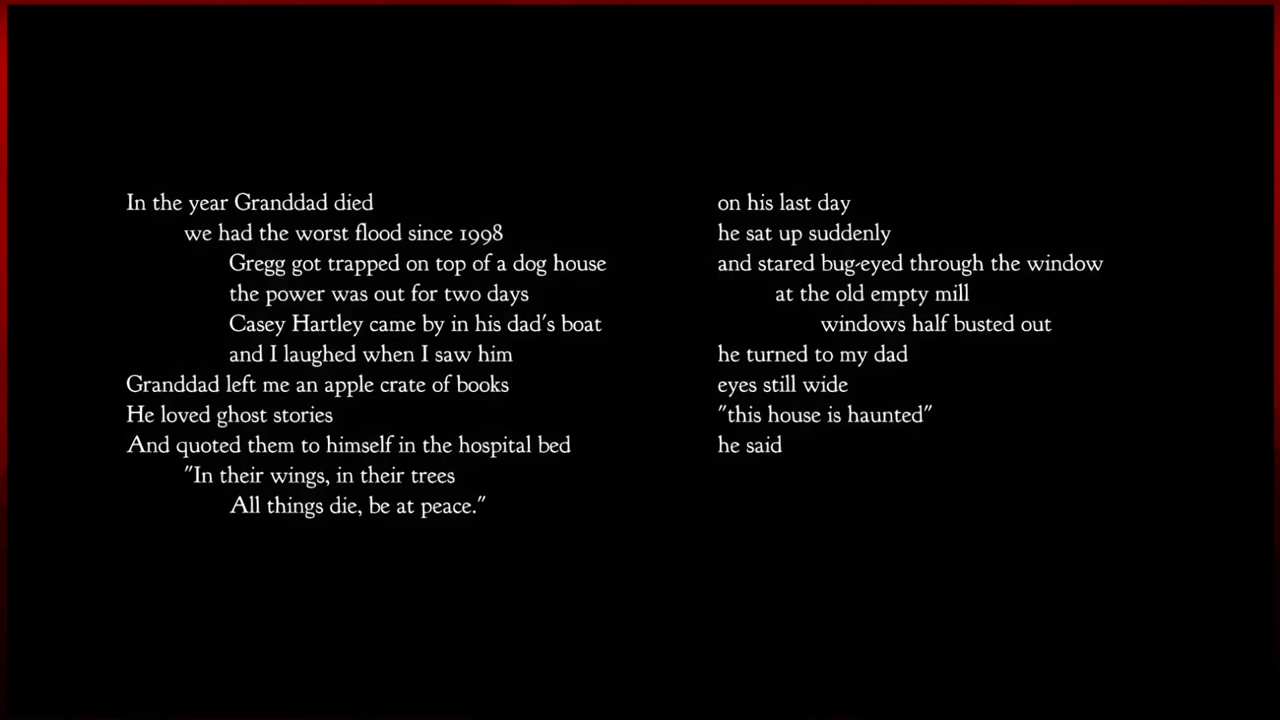 In the year Granddad died
we had the worst flood since 1998
Gregg got trapped on top of a dog house
the power was out for two days
Casey Hartley came by in his dad's boat
and I laughed when I saw him
Granddad left me an apple crate of books
He loved ghost stories
And quoted them to himself in the hospital bed
"In their wings, in their trees
All things die, be at peace."
on his last day
he sat up suddenly
and stared bug-eyed through the window
at the old empty mill
windows half busted out
he turned to my dad
eyes still wide
"this house is haunted"
he said